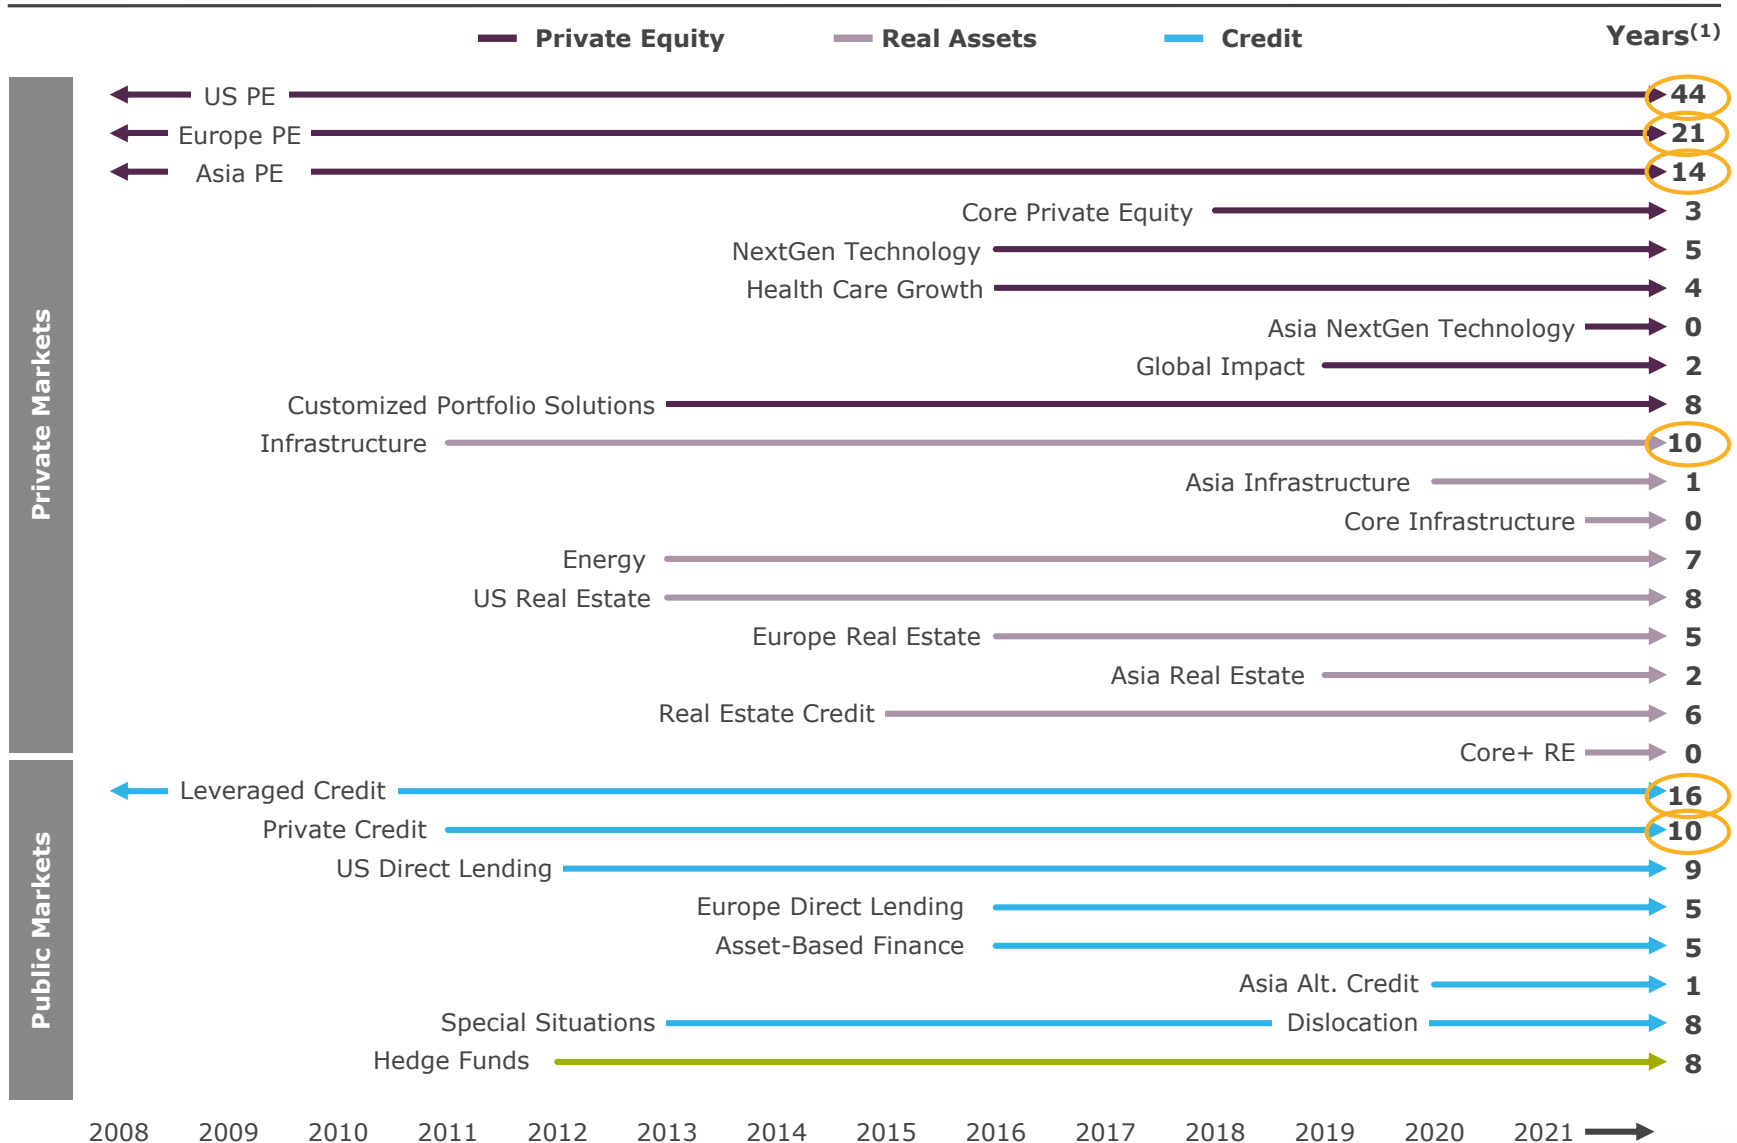 Private Equity Real Assets Credit Years(1)
Private Markets
US PE 44
Europe PE 21
Asia PE 14
Core Private Equity 3
NextGen Technology 5
Health Care Growth 4
Asia NextGen Technology 0
Global Impact 2
Customized Portfolio Solutions 8
Infrastructure 10
Asia Infrastructure 1
Core Infrastructure 0
Energy 7
US Real Estate 8
Europe Real Estate 5
Asia Real Estate 2
Real Estate Credit 6
Core+ RE 0
Public Markets
Leveraged Credit 16
Private Credit 10
US Direct Lending 9
Europe Direct Lending 5
Asset-Based Finance 5
Asia Alt. Credit 1
Special Situations Dislocation 8
Hedge Funds 8
2008 2009 2010 2011 2012 2013 2014 2015 2016 2017 2018 2019 2020 2021